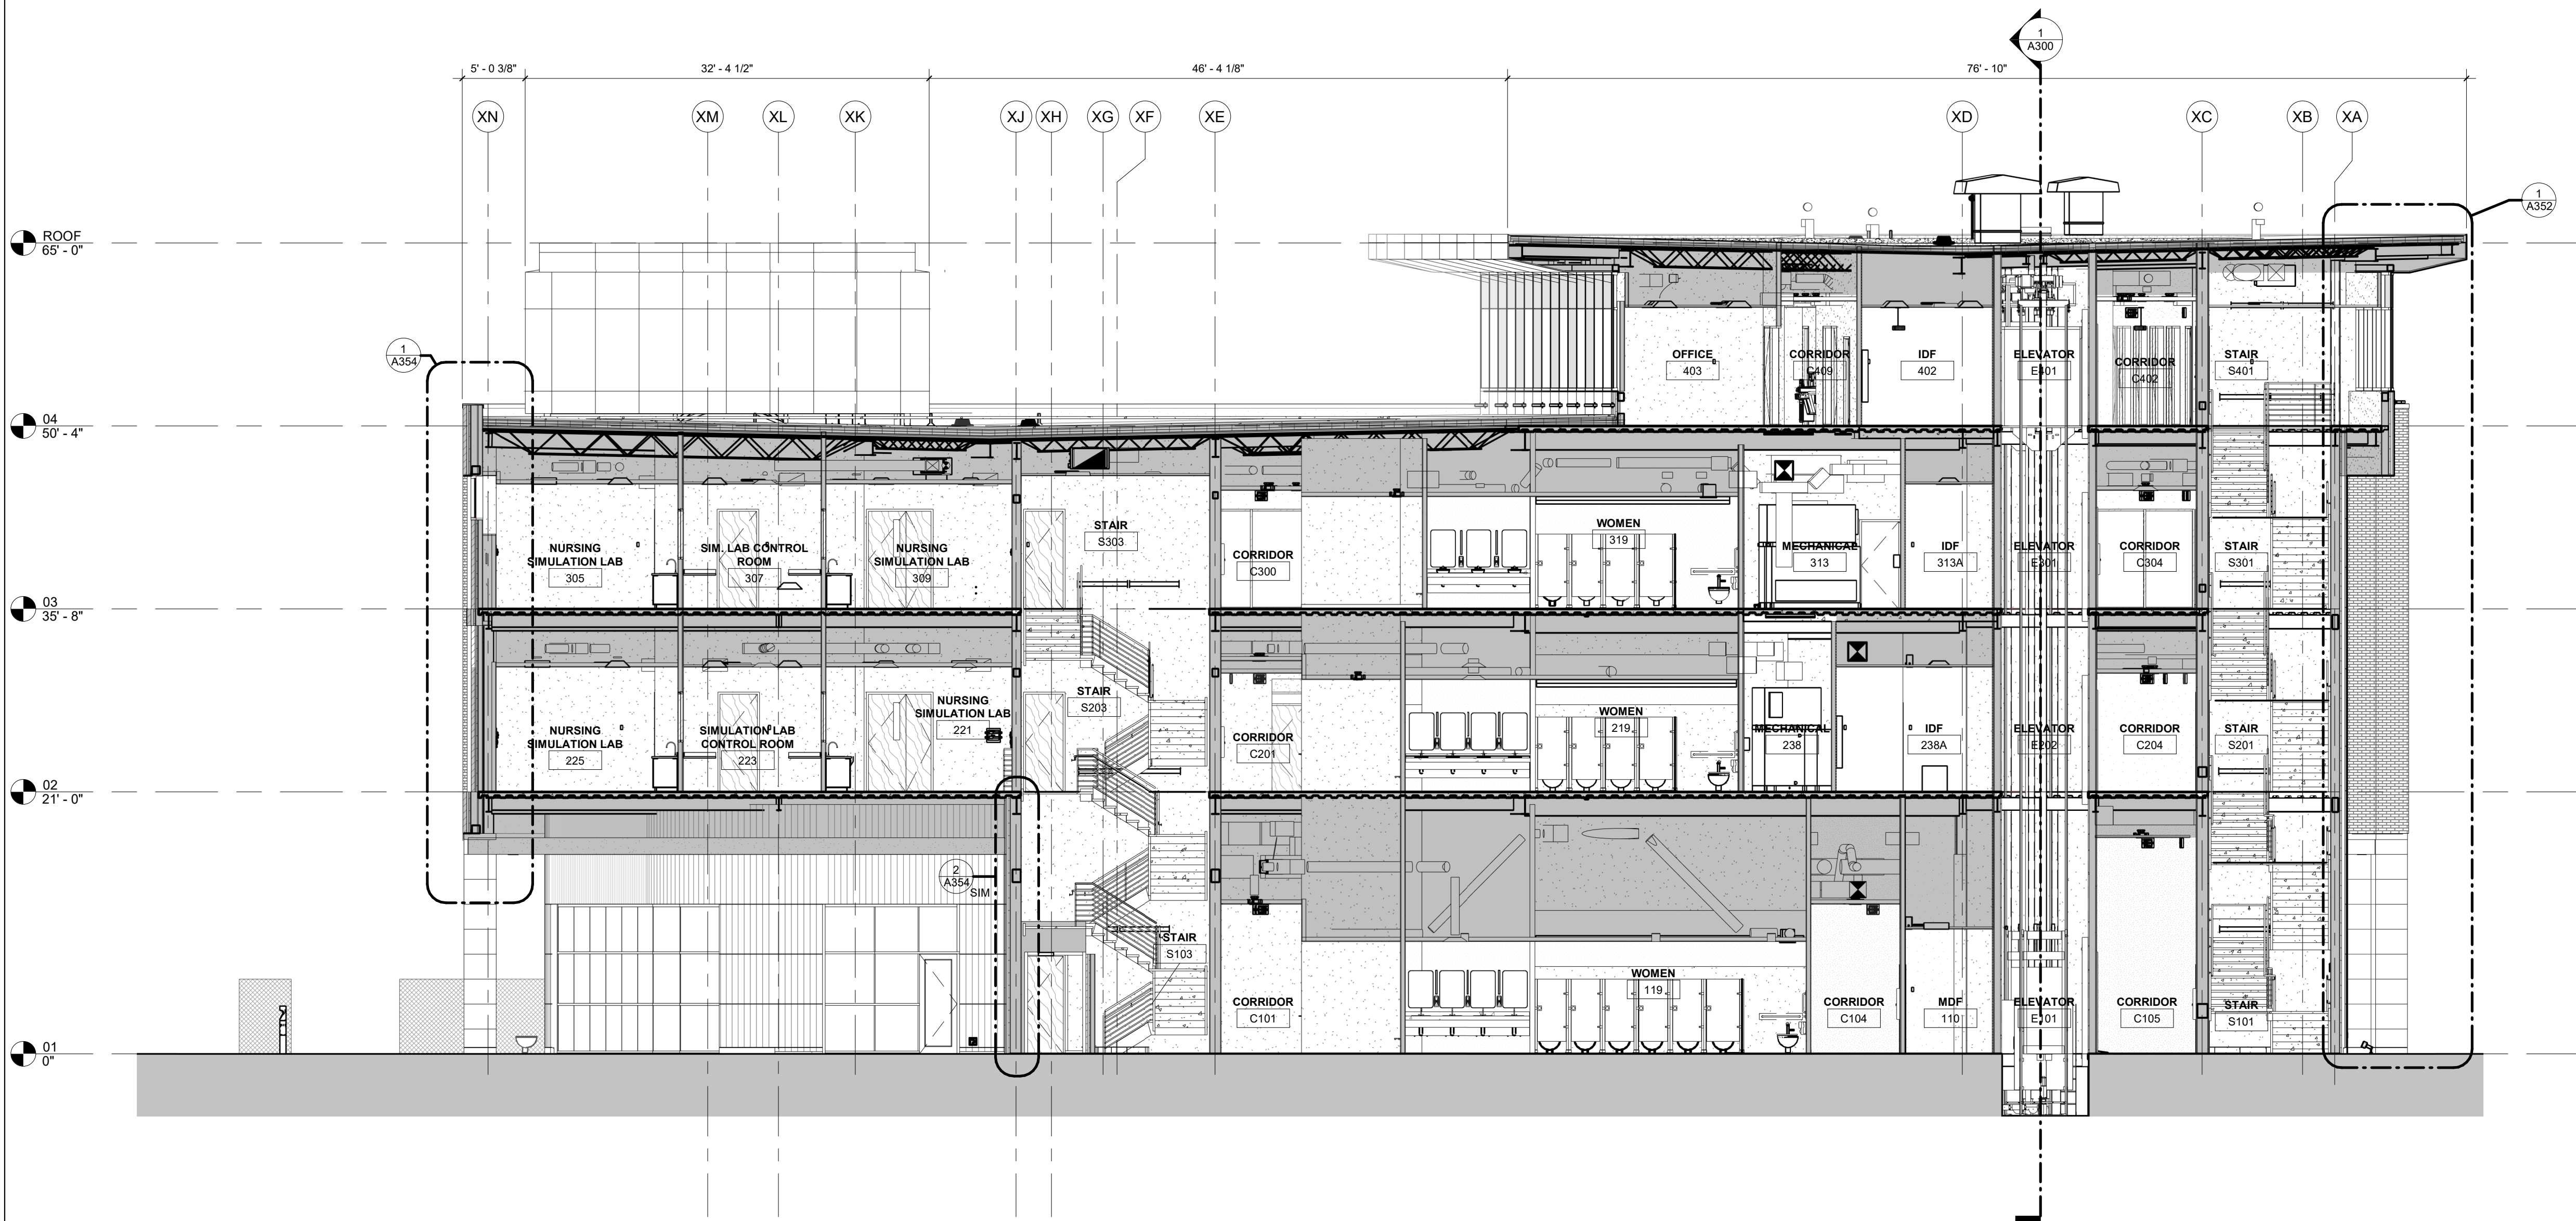 1
A300
5' - 0 3/8"
32' - 4 1/2"
46' - 4 1/8"
76' - 10"
XN
XM
XL
XK
XJ
XH
XG
XF
XE
XD
XC
XB
XA
1
A352
ROOF
65' - 0"
1
A354
OFFICE
403
CORRIDOR
C409
IDF
402
ELEVATOR
E401
CORRIDOR
C402
STAIR
S401
04
50' - 4"
NURSING
SIMULATION LAB
305
SIM. LAB CONTROL
ROOM
307
NURSING
SIMULATION LAB
309
STAIR
S303
CORRIDOR
C300
WOMEN
319
MECHANICAL
313
IDF
313A
ELEVATOR
E301
CORRIDOR
C304
STAIR
S301
03
35' - 8"
NURSING
SIMULATION LAB
225
SIMULATION LAB
CONTROL ROOM
223
NURSING
SIMULATION LAB
221
STAIR
S203
CORRIDOR
C201
WOMEN
219
MECHANICAL
238
IDF
238A
ELEVATOR
E202
CORRIDOR
C204
STAIR
S201
02
21' - 0"
2
A354
SIM
STAIR
S103
CORRIDOR
C101
WOMEN
119
CORRIDOR
C104
MDF
110
ELEVATOR
E101
CORRIDOR
C105
STAIR
S101
01
0"